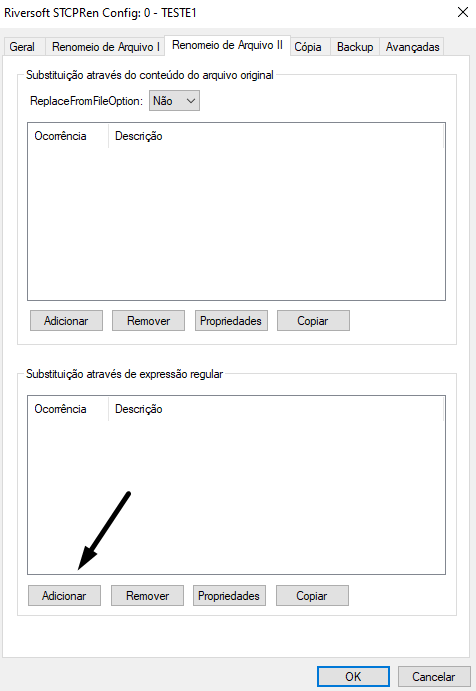 Riversoft STCPRen Config: 0 - TESTE1
Geral Renomeio de Arquivo I Renomeio de Arquivo II Cópia Backup Avançadas
Substituição através do conteúdo do arquivo original
ReplaceFromFileOption: Não
Ocorrência Descrição
Adicionar Remover Propriedades Copiar
Substituição através de expressão regular
Ocorrência Descrição
Adicionar Remover Propriedades Copiar
OK Cancelar